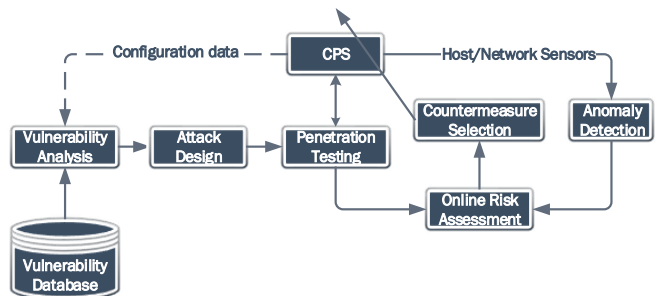 Configuration data
CPS
Host/Network Sensors
Vulnerability
Analysis
Attack
Design
Penetration
Testing
Countermeasure
Selection
Anomaly
Detection
Online Risk
Assessment
Vulnerability
Database